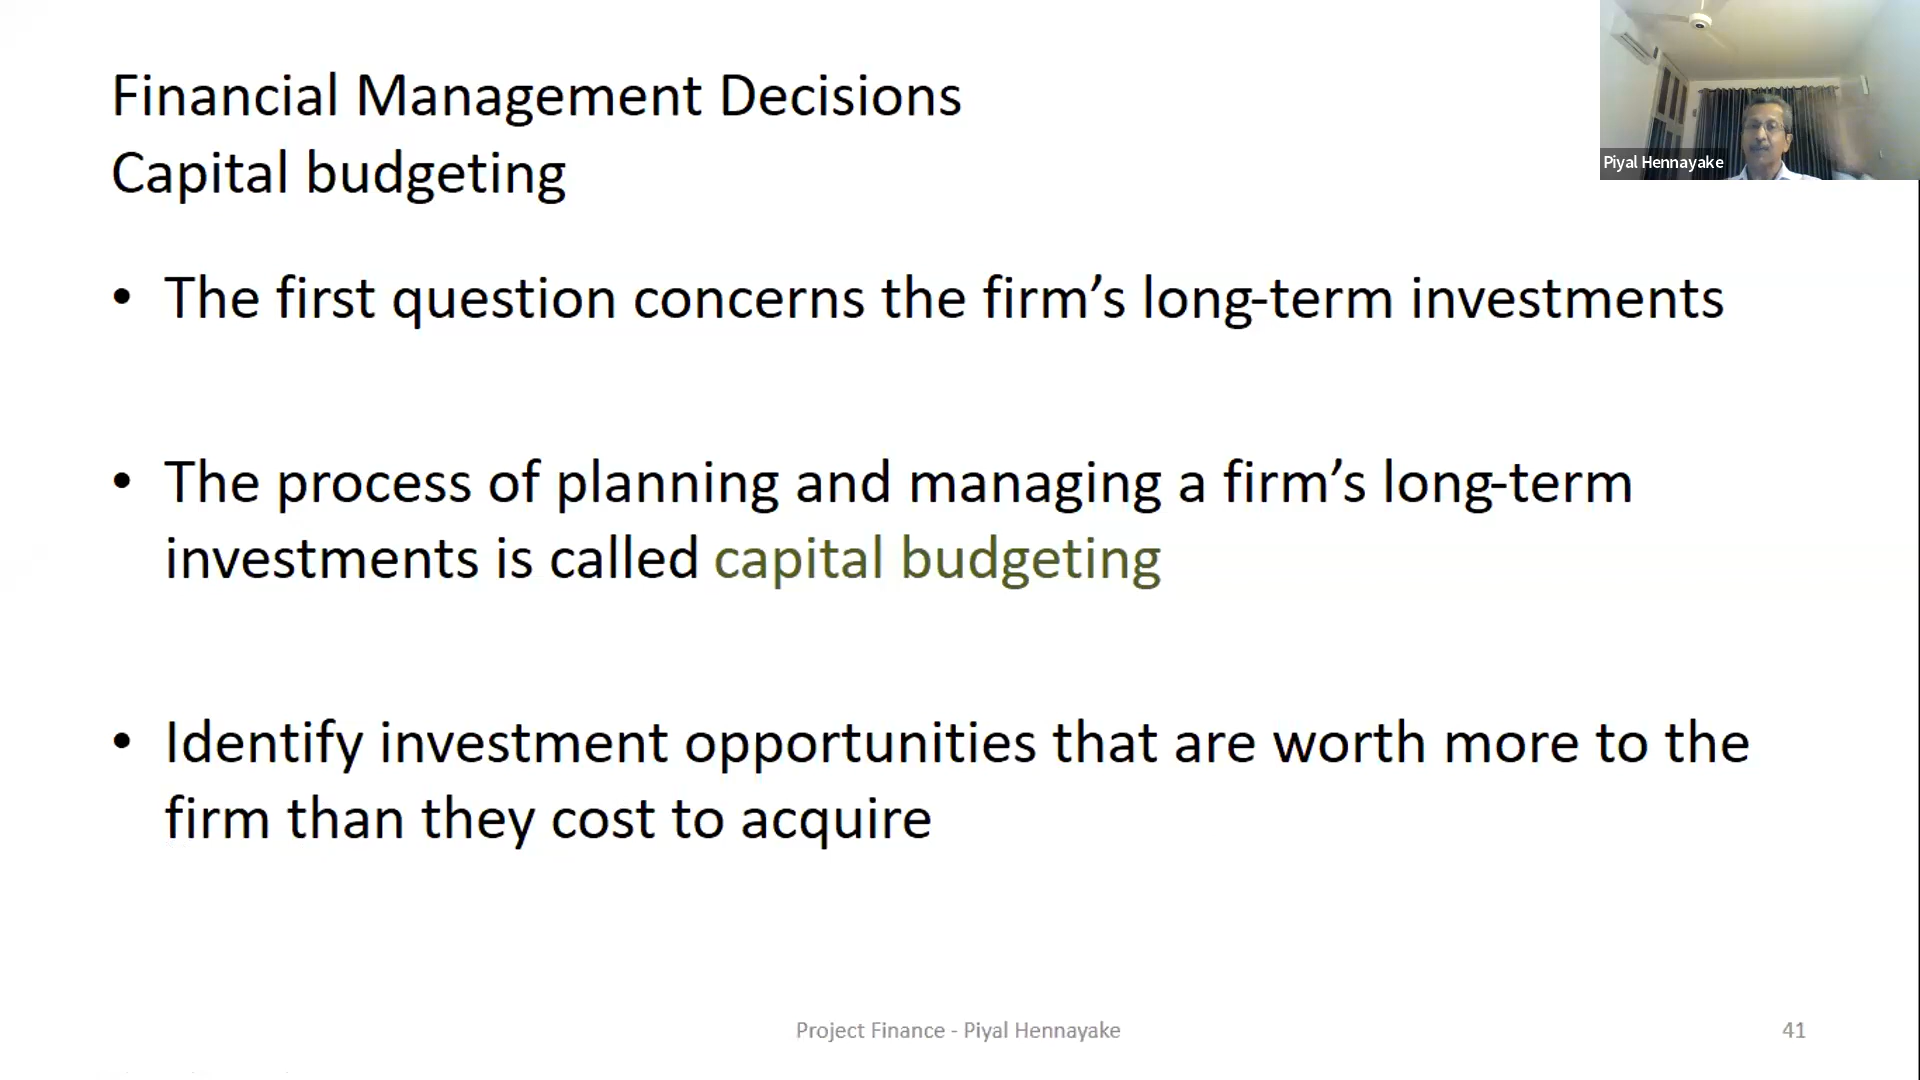 Financial Management Decisions
Capital budgeting
Piyal Hennayake
• The first question concerns the firm’s long-term investments
• The process of planning and managing a firm’s long-term
investments is called capital budgeting
• Identify investment opportunities that are worth more to the
firm than they cost to acquire
Project Finance - Piyal Hennayake
41